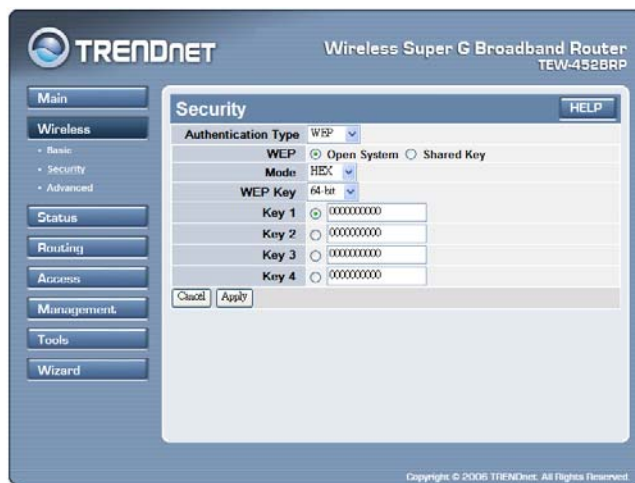 TRENDNET
Wireless Super G Broadband Router
TEW-452BRP
Main
Wireless
Basic
Security
Advanced
Status
Routing
Access
Management
Tools
Wizard
Security
HELP
Authentication Type WEP
WEP Open System Shared Key
Mode HEX
WEP Key 64-bit
Key 1 0000000000
Key 2 0000000000
Key 3 0000000000
Key 4 0000000000
Cancel Apply
Copyright © 2006 TRENDnet. All Rights Reserved.